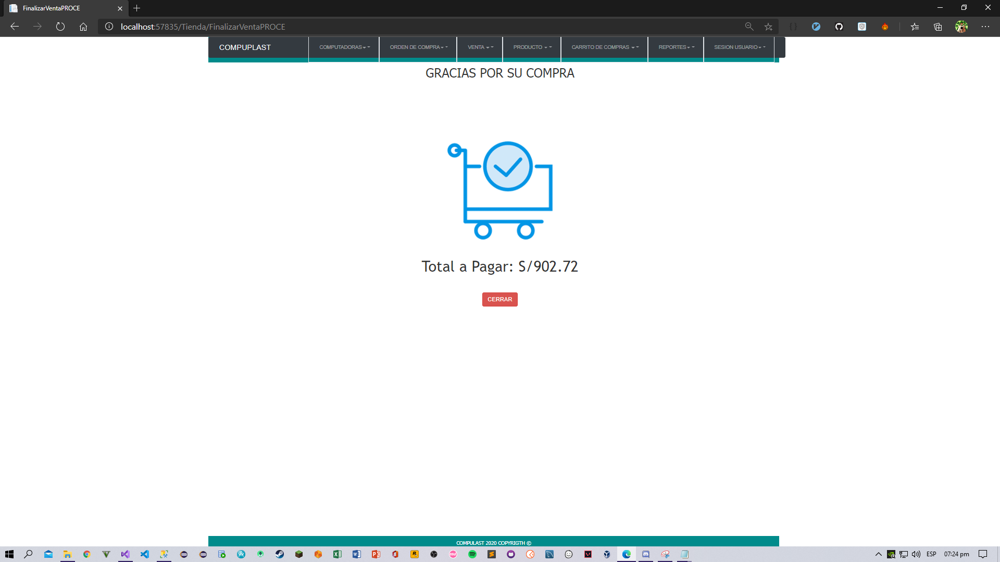 FinalizarVentaPROCE
localhost:57835/Tienda/FinalizarVentaPROCE
COMPUPLAST COMPUTADORAS ORDEN DE COMPRA VENTA PRODUCTO CARRITO DE COMPRAS REPORTES SESION USUARIO
GRACIAS POR SU COMPRA
Total a Pagar: S/902.72
CERRAR
COMPULAST 2020 COPYRIGTH ©
ESP 07:24 pm